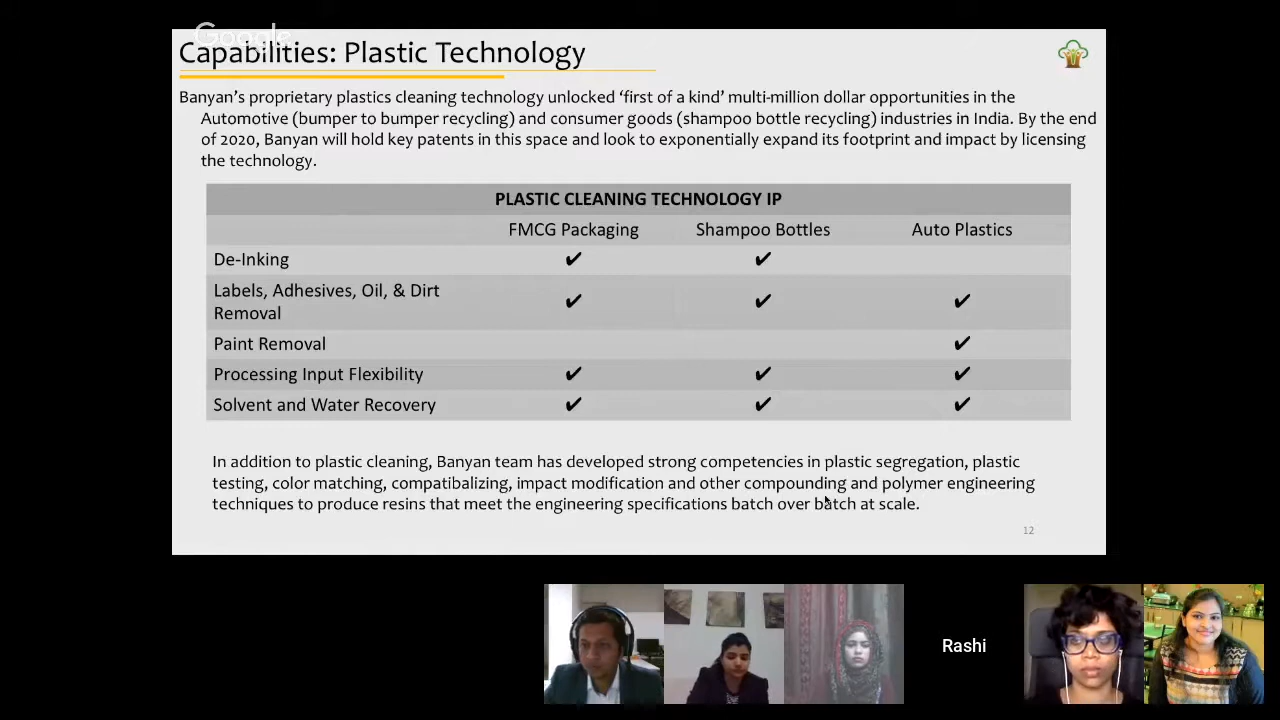 Google
Capabilities: Plastic Technology
Banyan's proprietary plastics cleaning technology unlocked 'first of a kind' multi-million dollar opportunities in the
Automotive (bumper to bumper recycling) and consumer goods (shampoo bottle recycling) industries in India. By the end
of 2020, Banyan will hold key patents in this space and look to exponentially expand its footprint and impact by licensing
the technology.
PLASTIC CLEANING TECHNOLOGY IP
FMCG Packaging Shampoo Bottles Auto Plastics
De-Inking ✔ ✔
Labels, Adhesives, Oil, & Dirt
Removal ✔ ✔ ✔
Paint Removal ✔
Processing Input Flexibility ✔ ✔ ✔
Solvent and Water Recovery ✔ ✔ ✔
In addition to plastic cleaning, Banyan team has developed strong competencies in plastic segregation, plastic
testing, color matching, compatibalizing, impact modification and other compounding and polymer engineering
techniques to produce resins that meet the engineering specifications batch over batch at scale.
12
Rashi